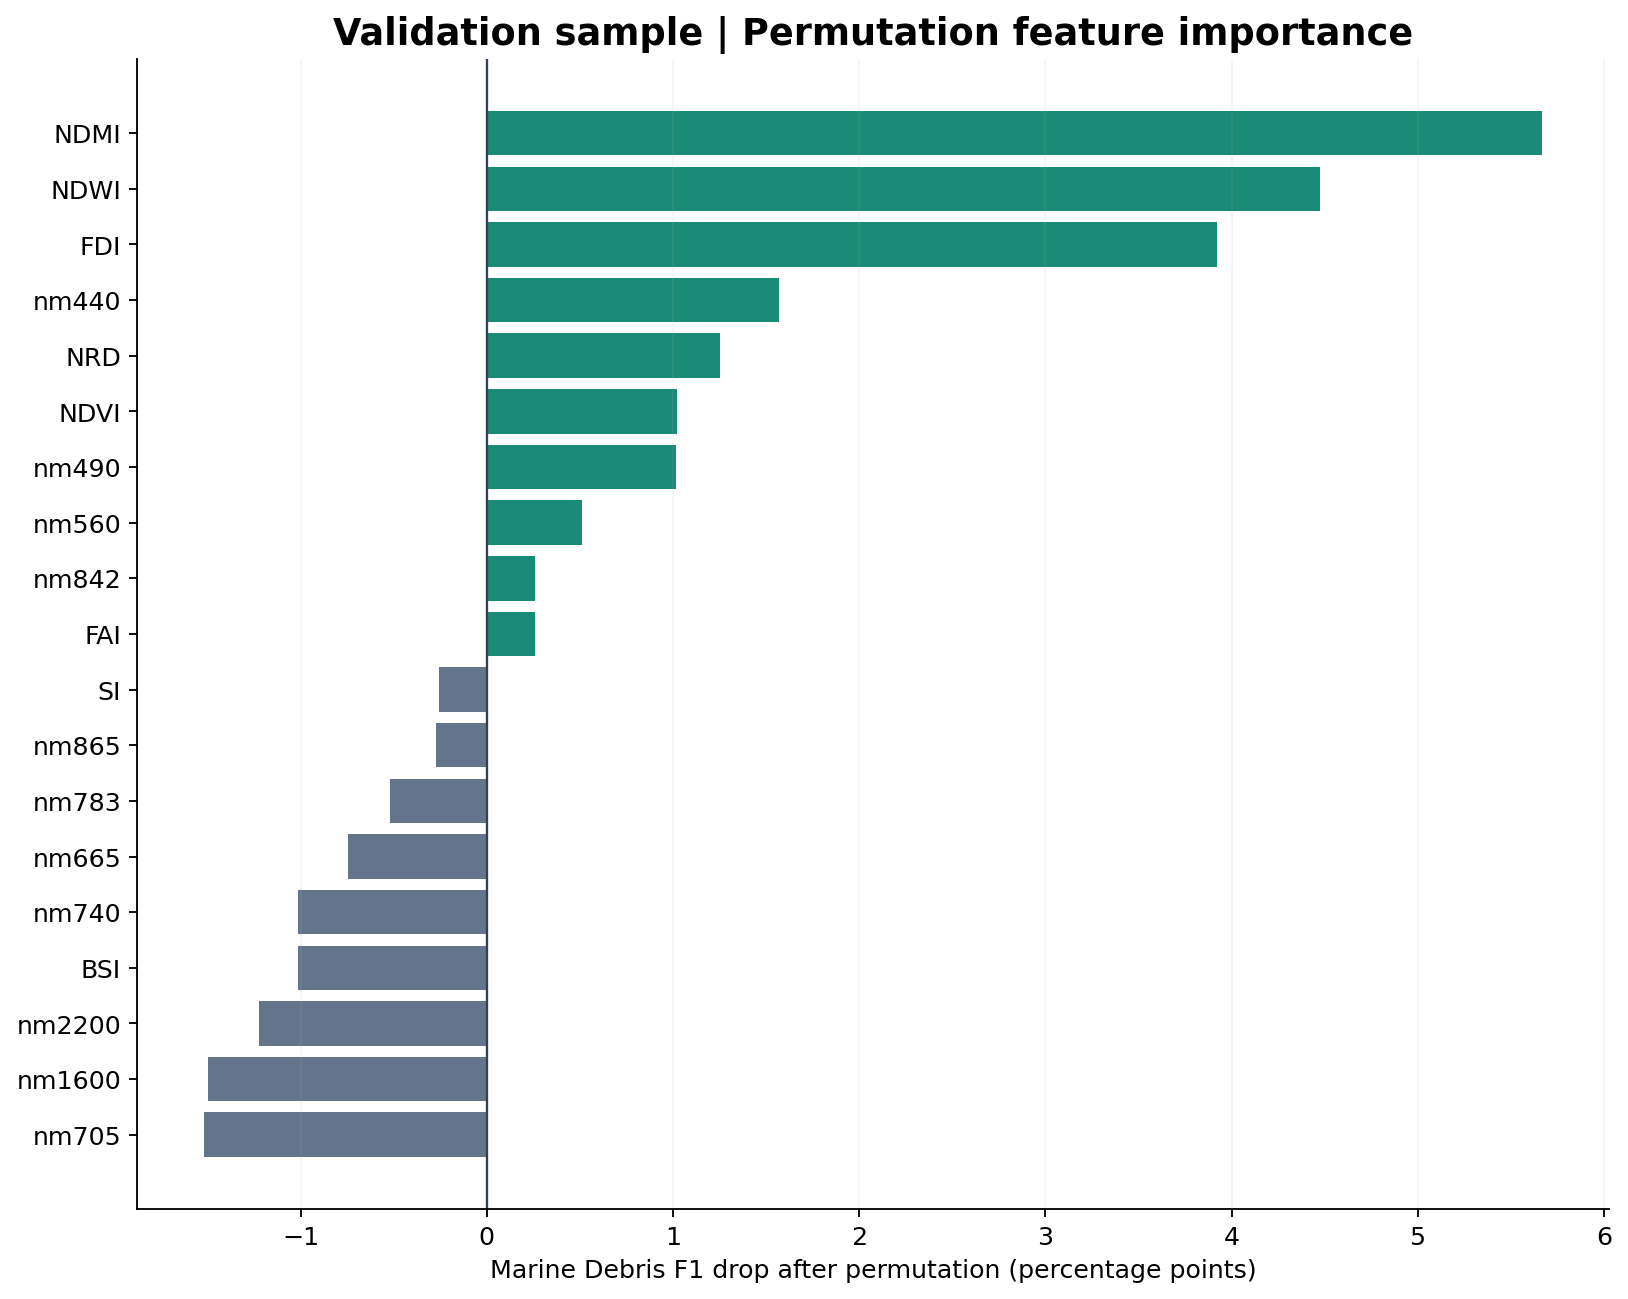 Validation sample | Permutation feature importance
NDMI
NDWI
FDI
nm440
NRD
NDVI
nm490
nm560
nm842
FAI
SI
nm865
nm783
nm665
nm740
BSI
nm2200
nm1600
nm705
−1 0 1 2 3 4 5 6
Marine Debris F1 drop after permutation (percentage points)